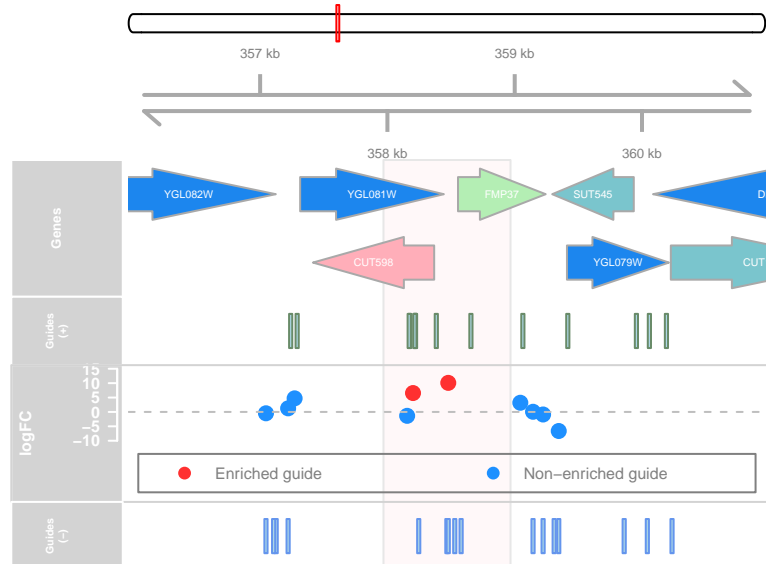 357 kb 359 kb
358 kb 360 kb
Genes
YGL082W YGL081W FMP37 SUT545 D
CUT598 YGL079W CUT
Guides
(+)
logFC
15
10
5
0
−5
−10
Enriched guide Non−enriched guide
Guides
(−)